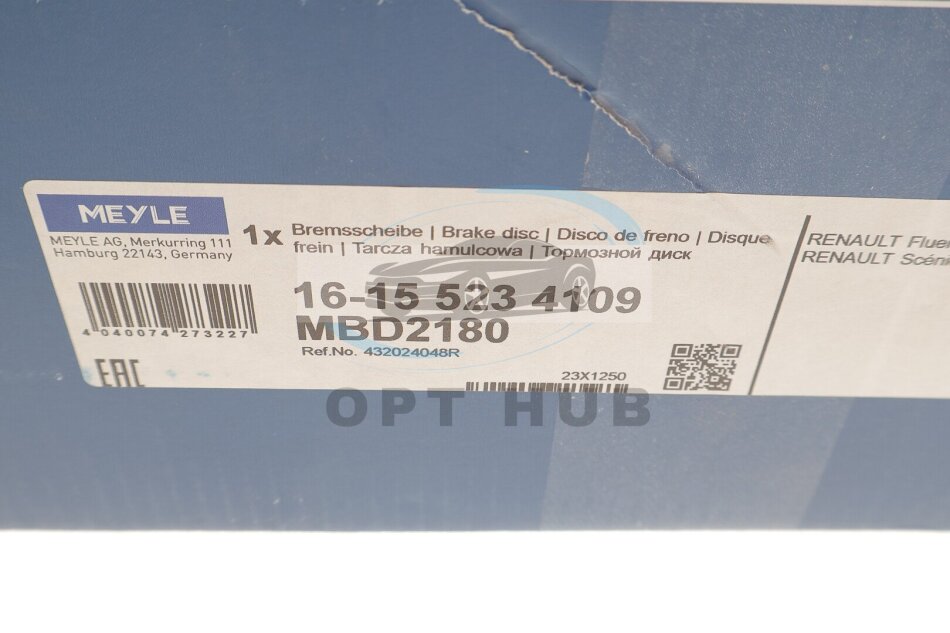 MEYLE
MEYLE AG, Merkurring 111
Hamburg 22143, Germany
1x Bremsscheibe | Brake disc | Disco de freno | Disque
frein | Tarcza hamulcowa | Тормозной диск
16-15 523 4109
MBD2180
Ref.No. 432024048R
4 040074 273227
EAC
23X1250
RENAULT Flue
RENAULT Scéni
OPT HUB